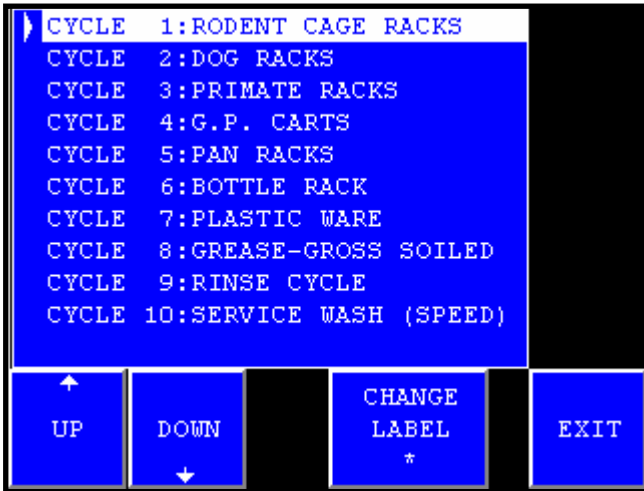 CYCLE 1:RODENT CAGE RACKS
CYCLE 2:DOG RACKS
CYCLE 3:PRIMATE RACKS
CYCLE 4:G.P. CARTS
CYCLE 5:PAN RACKS
CYCLE 6:BOTTLE RACK
CYCLE 7:PLASTIC WARE
CYCLE 8:GREASE-GROSS SOILED
CYCLE 9:RINSE CYCLE
CYCLE 10:SERVICE WASH (SPEED)
UP
DOWN
CHANGE
LABEL
*
EXIT